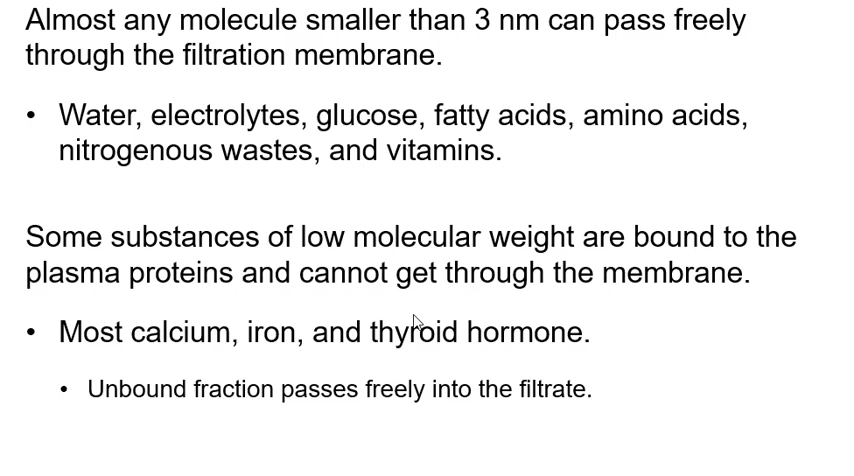 Almost any molecule smaller than 3 nm can pass freely
through the filtration membrane.
• Water, electrolytes, glucose, fatty acids, amino acids,
nitrogenous wastes, and vitamins.
Some substances of low molecular weight are bound to the
plasma proteins and cannot get through the membrane.
• Most calcium, iron, and thyroid hormone.
• Unbound fraction passes freely into the filtrate.